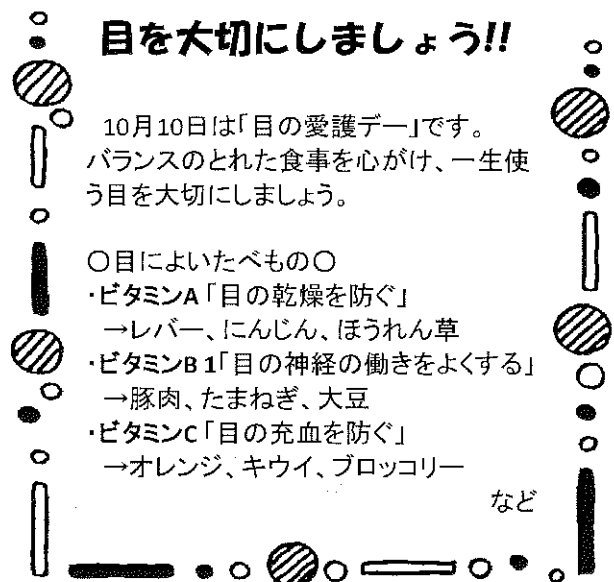 目を大切にしましょう!!
10月10日は「目の愛護デー」です。
バランスのとれた食事を心がけ、一生使
う目を大切にしましょう。
〇目によいたべもの〇
・ビタミンA「目の乾燥を防ぐ」
→レバー、にんじん、ほうれん草
・ビタミンB1「目の神経の働きをよくする」
→豚肉、たまねぎ、大豆
・ビタミンC「目の充血を防ぐ」
→オレンジ、キウイ、ブロッコリー
など